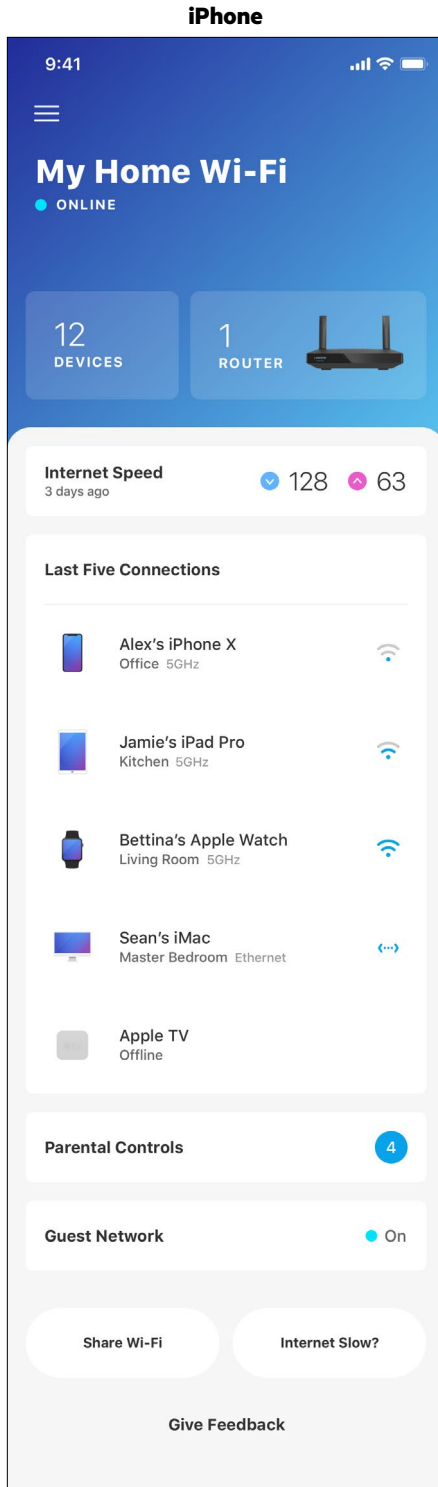 iPhone
9:41
My Home Wi-Fi
ONLINE
12
DEVICES
1
ROUTER
Internet Speed
3 days ago
128
63
Last Five Connections
Alex’s iPhone X
Office 5GHz
Jamie’s iPad Pro
Kitchen 5GHz
Bettina’s Apple Watch
Living Room 5GHz
Sean’s iMac
Master Bedroom Ethernet
Apple TV
Offline
Parental Controls
4
Guest Network
On
Share Wi-Fi
Internet Slow?
Give Feedback